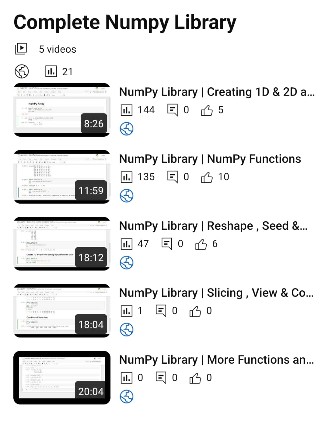 Complete Numpy Library
5 videos
21
NumPy Library | Creating 1D & 2D a...
144 0 5
8:26
NumPy Library | NumPy Functions
135 0 10
11:59
NumPy Library | Reshape , Seed &...
47 0 6
18:12
NumPy Library | Slicing , View & Co...
1 0 0
18:04
NumPy Library | More Functions an...
0 0 0
20:04